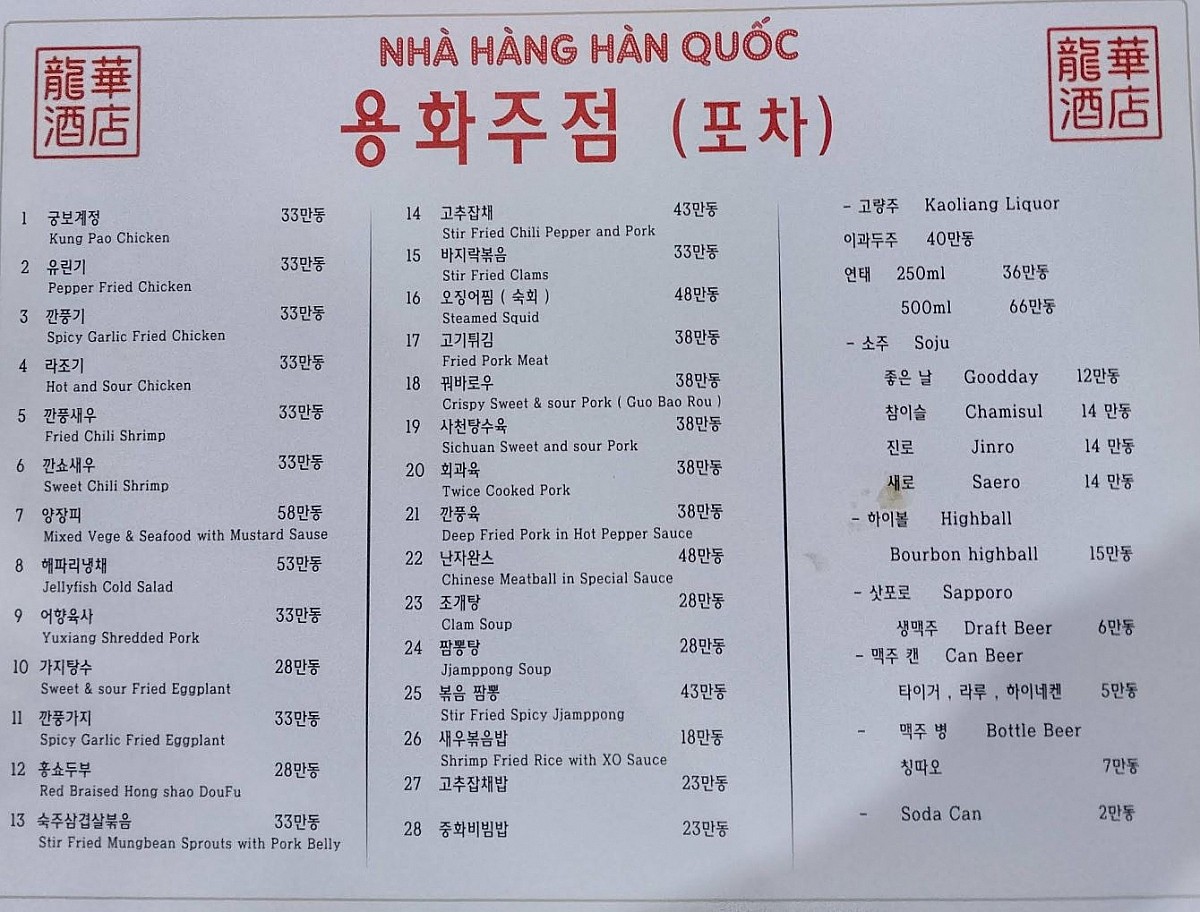 龍華
酒店
NHÀ HÀNG HÀN QUỐC
용화주점 (포차)
龍華
酒店
1 궁보계정 33만동
Kung Pao Chicken
2 유린기 33만동
Pepper Fried Chicken
3 깐풍기 33만동
Spicy Garlic Fried Chicken
4 라조기 33만동
Hot and Sour Chicken
5 깐풍새우 33만동
Fried Chili Shrimp
6 깐쇼새우 33만동
Sweet Chili Shrimp
7 양장피 58만동
Mixed Vege & Seafood with Mustard Sause
8 해파리냉채 53만동
Jellyfish Cold Salad
9 어향육사 33만동
Yuxiang Shredded Pork
10 가지탕수 28만동
Sweet & sour Fried Eggplant
11 깐풍가지 33만동
Spicy Garlic Fried Eggplant
12 홍쇼두부 28만동
Red Braised Hong shao DouFu
13 숙주삼겹살볶음 33만동
Stir Fried Mungbean Sprouts with Pork Belly
14 고추잡채 43만동
Stir Fried Chili Pepper and Pork
15 바지락볶음 33만동
Stir Fried Clams
16 오징어찜 ( 숙회 ) 48만동
Steamed Squid
17 고기튀김 38만동
Fried Pork Meat
18 꿔바로우 38만동
Crispy Sweet & sour Pork ( Guo Bao Rou )
19 사천탕수육 38만동
Sichuan Sweet and sour Pork
20 회과육 38만동
Twice Cooked Pork
21 깐풍육 38만동
Deep Fried Pork in Hot Pepper Sauce
22 난자완스 48만동
Chinese Meatball in Special Sauce
23 조개탕 28만동
Clam Soup
24 짬뽕탕 28만동
Jjamppong Soup
25 볶음 짬뽕 43만동
Stir Fried Spicy Jjamppong
26 새우볶음밥 18만동
Shrimp Fried Rice with XO Sauce
27 고추잡채밥 23만동
28 중화비빔밥 23만동
- 고량주 Kaoliang Liquor
이과두주 40만동
연태 250ml 36만동
500ml 66만동
- 소주 Soju
좋은 날 Goodday 12만동
참이슬 Chamisul 14 만동
진로 Jinro 14 만동
새로 Saero 14 만동
- 하이볼 Highball
Bourbon highball 15만동
- 삿포로 Sapporo
생맥주 Draft Beer 6만동
- 맥주 캔 Can Beer
타이거 , 라루 , 하이네켄 5만동
- 맥주 병 Bottle Beer
칭따오 7만동
- Soda Can 2만동